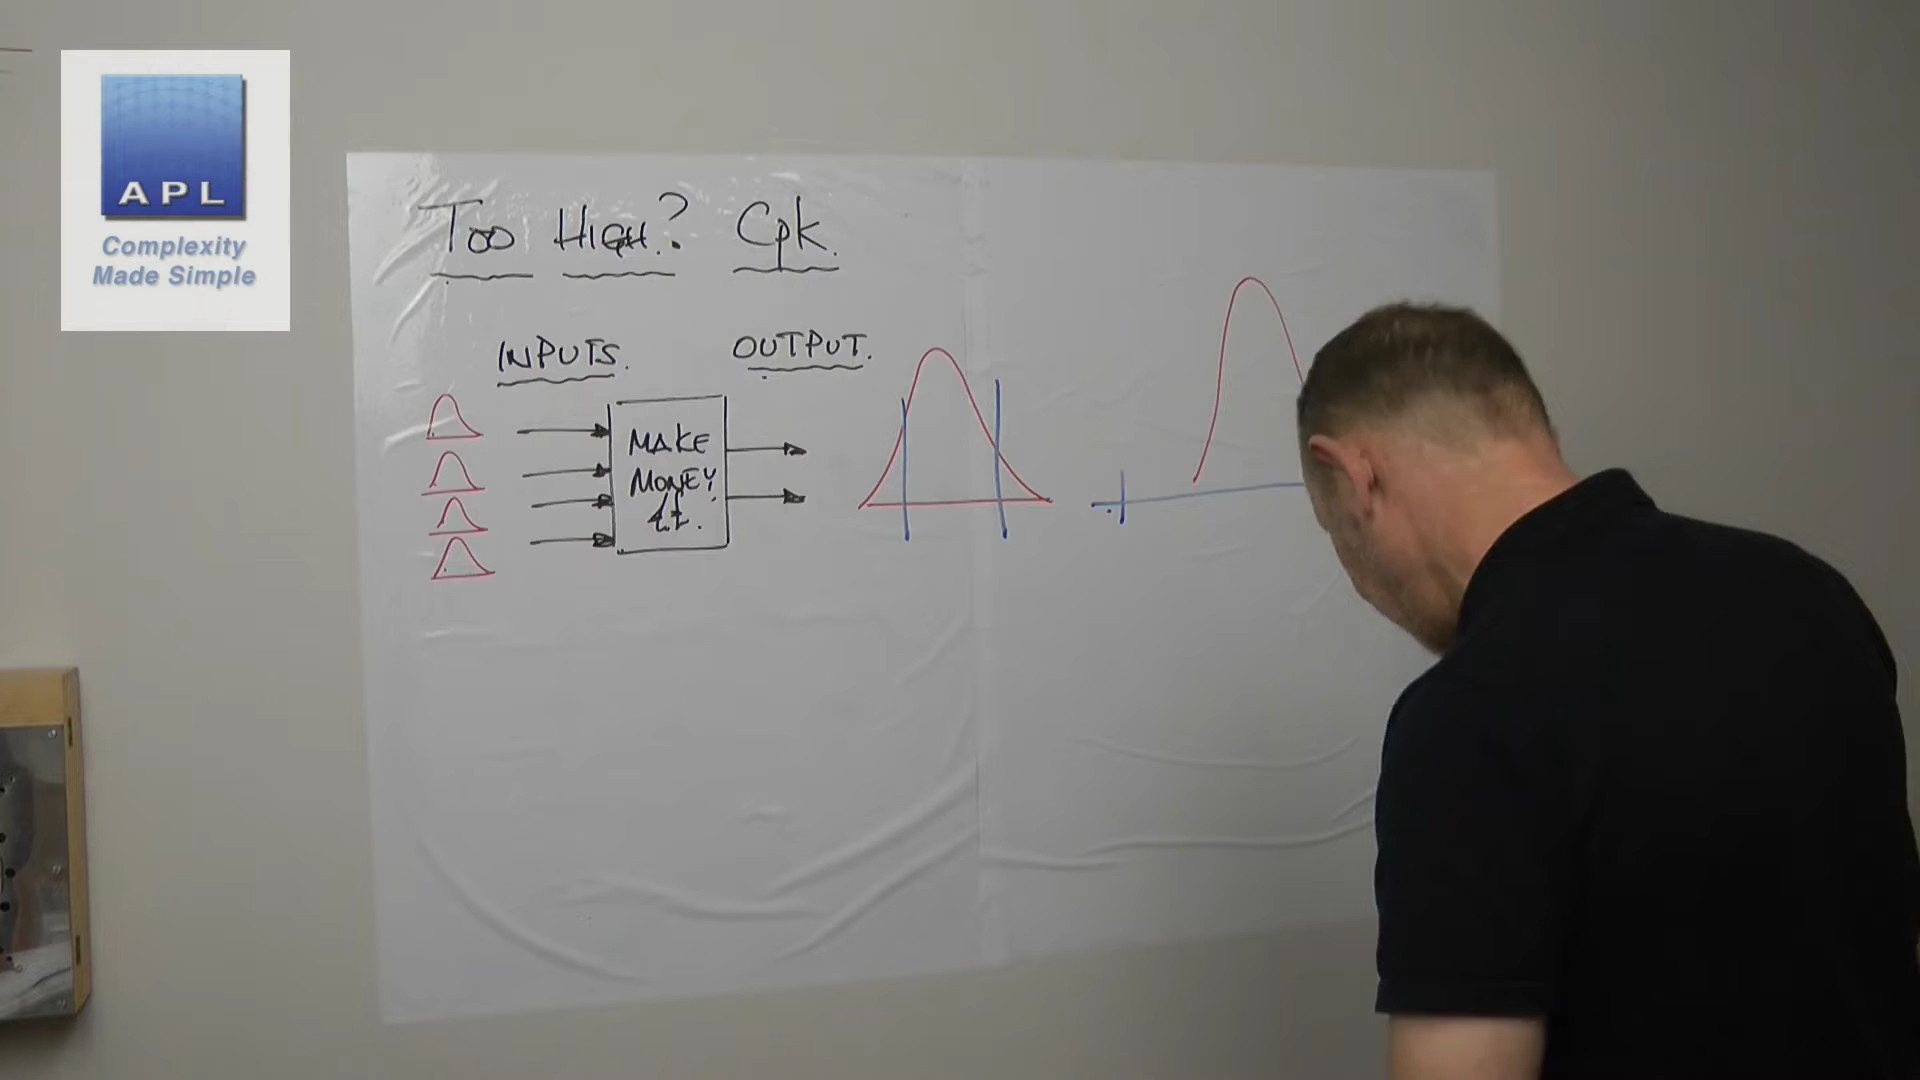 APL
Complexity
Made Simple
TOO HIGH? Cpk.
INPUTS.
OUTPUT.
MAKE
MONEY!